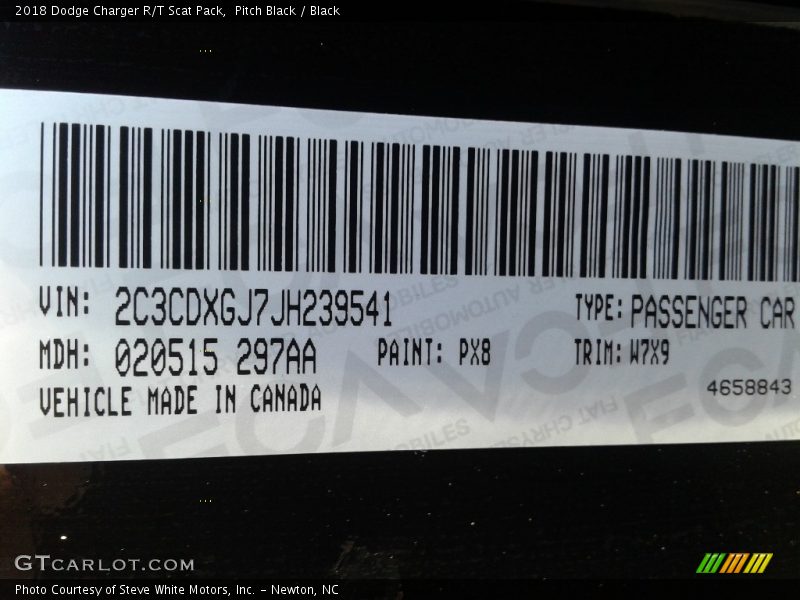 2018 Dodge Charger R/T Scat Pack,  Pitch Black / Black
VIN: 2C3CDXGJ7JH239541 TYPE: PASSENGER CAR
MDH: 020515 297AA PAINT: PX8 TRIM: W7X9
VEHICLE MADE IN CANADA
4658843
GTCARLOT.COM
Photo Courtesy of Steve White Motors, Inc. – Newton, NC